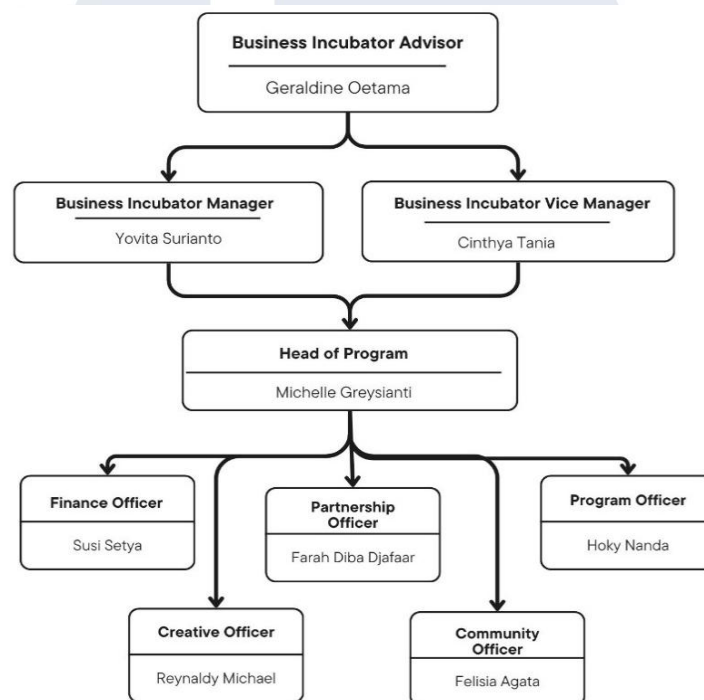 Business Incubator Advisor
Geraldine Oetama
Business Incubator Manager
Yovita Surianto
Business Incubator Vice Manager
Cinthya Tania
Head of Program
Michelle Greysianti
Finance Officer
Susi Setya
Partnership
Officer
Farah Diba Djafaar
Program Officer
Hoky Nanda
Creative Officer
Reynaldy Michael
Community
Officer
Felisia Agata